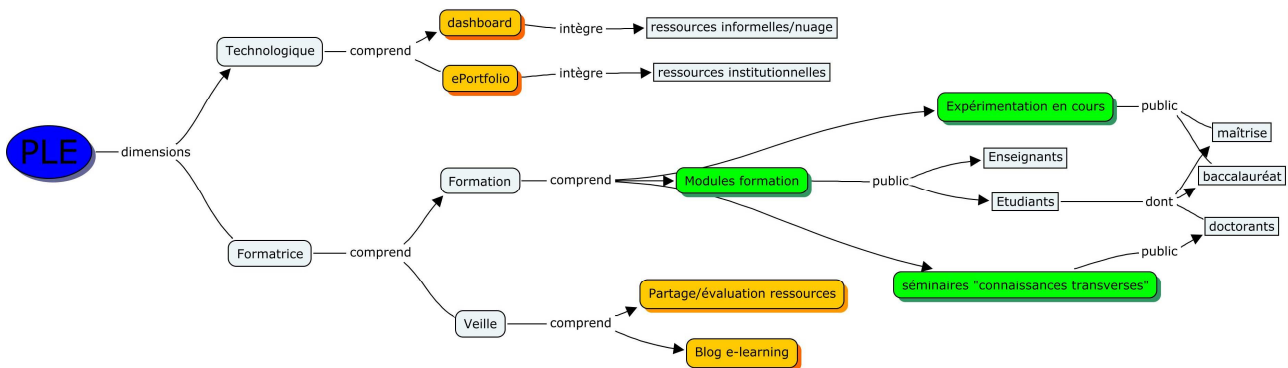 PLE
dimensions
Technologique
comprend
dashboard
intègre
ressources informelles/nuage
ePortfolio
intègre
ressources institutionnelles
Formatrice
comprend
Formation
comprend
Expérimentation en cours
public
maîtrise
baccalauréat
Modules formation
public
Enseignants
Etudiants
dont
doctorants
séminaires "connaissances transverses"
public
Veille
comprend
Partage/évaluation ressources
Blog e-learning